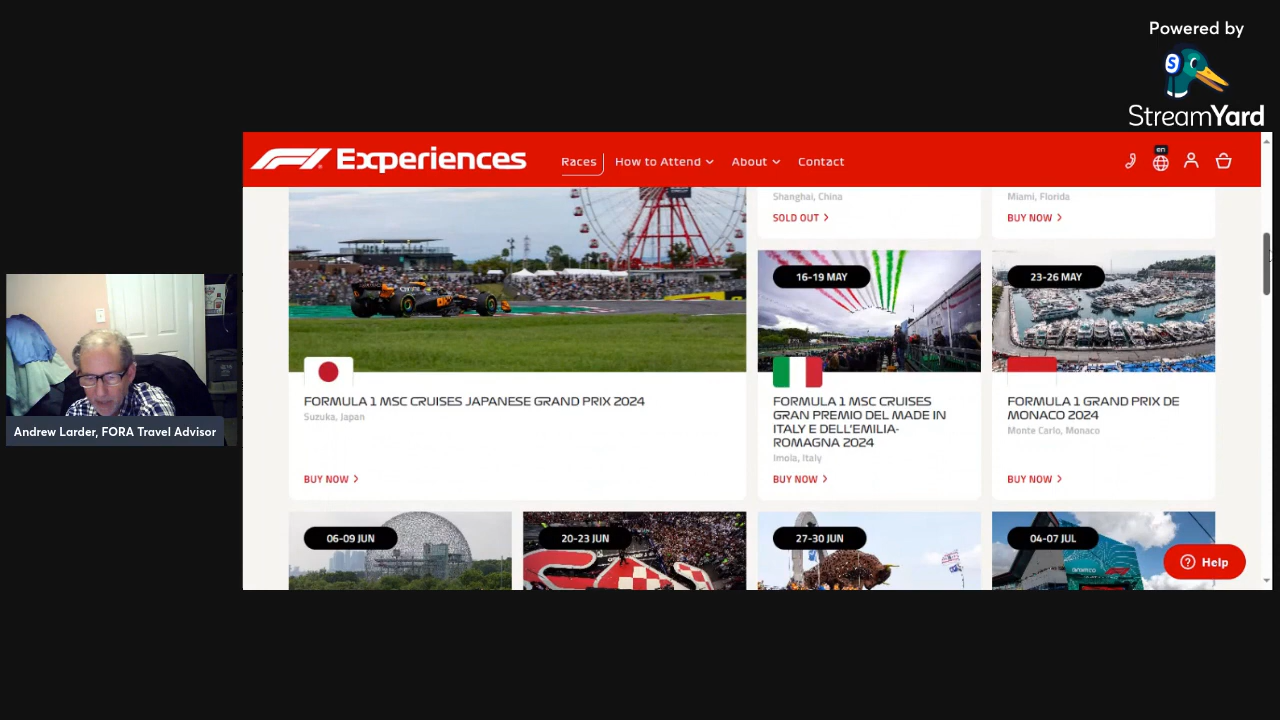 Powered by
S
StreamYard
F1 Experiences
Races
How to Attend
About
Contact
en
Shanghai, China
SOLD OUT >
Miami, Florida
BUY NOW >
16-19 MAY
23-26 MAY
FORMULA 1 MSC CRUISES JAPANESE GRAND PRIX 2024
Suzuka, Japan
BUY NOW >
FORMULA 1 MSC CRUISES
GRAN PREMIO DEL MADE IN
ITALY E DELL'EMILIA-
ROMAGNA 2024
Imola, Italy
BUY NOW >
FORMULA 1 GRAND PRIX DE
MONACO 2024
Monte Carlo, Monaco
BUY NOW >
Andrew Larder, FORA Travel Advisor
06-09 JUN
20-23 JUN
27-30 JUN
04-07 JUL
Help